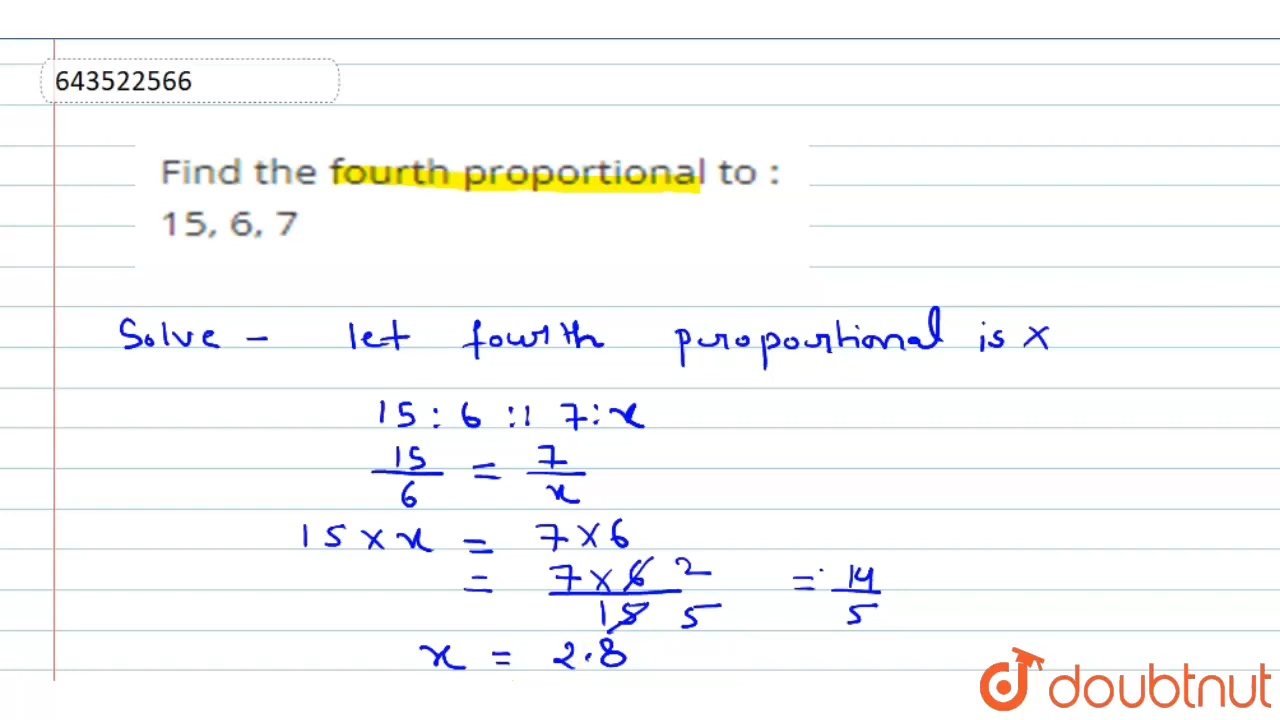 643522566
Find the fourth proportional to :
15, 6, 7
Solve - let fourth proportional is x
15 : 6 :: 7 : x
15/6 = 7/x
15 × x = 7 × 6
= 7 × 6 2 / 15 5 = 14/5
x = 2.8
doubtnut